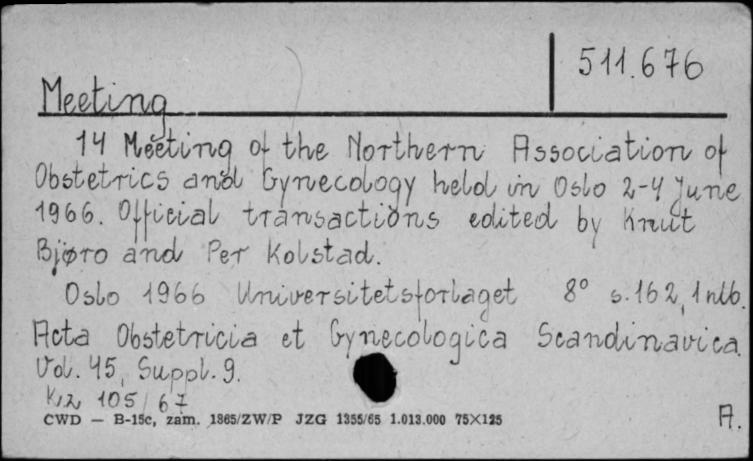 511.676
Meeting
14 Meeting of the Northern Association of
Obstetrics and Gynecology held in Oslo 2-4 June
1966. Official transactions edited by Knut
Bjøro and Per Kolstad.
Oslo 1966 Universitetsforlaget 8° s. 162, 1 nlb.
Acta Obstetricia et Gynecologica Scandinavica.
Vol. 45, Suppl. 9.
105/67
CWD — B-15c, zam. 1865/ZW/P JZG 1355/65 1.013.000 75×125
A.